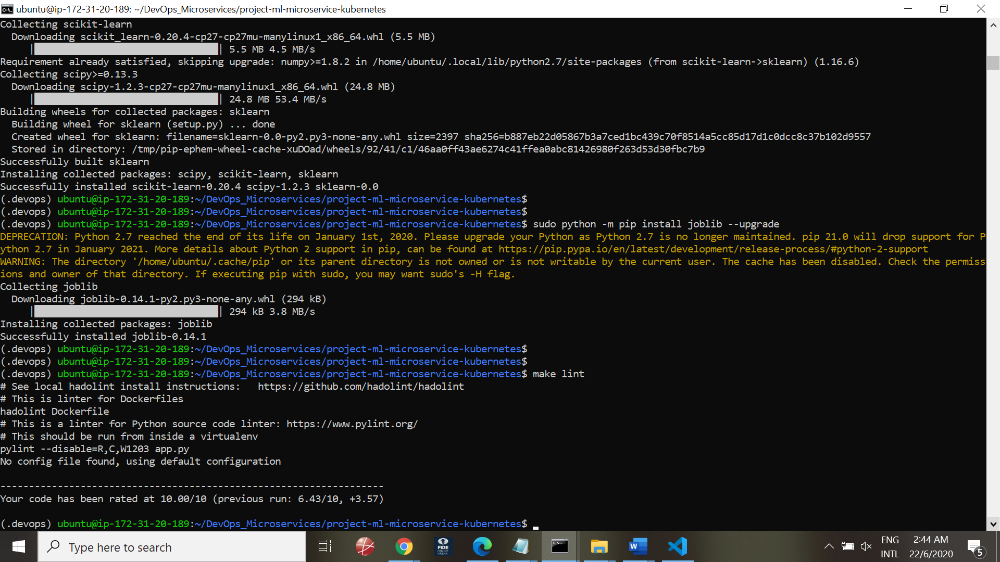 ubuntu@ip-172-31-20-189: ~/DevOps_Microservices/project-ml-microservice-kubernetes
Collecting scikit-learn
  Downloading scikit_learn-0.20.4-cp27-cp27mu-manylinux1_x86_64.whl (5.5 MB)
     |████████████████████████████████| 5.5 MB 4.5 MB/s
Requirement already satisfied, skipping upgrade: numpy>=1.8.2 in /home/ubuntu/.local/lib/python2.7/site-packages (from scikit-learn->sklearn) (1.16.6)
Collecting scipy>=0.13.3
  Downloading scipy-1.2.3-cp27-cp27mu-manylinux1_x86_64.whl (24.8 MB)
     |████████████████████████████████| 24.8 MB 53.4 MB/s
Building wheels for collected packages: sklearn
  Building wheel for sklearn (setup.py) ... done
  Created wheel for sklearn: filename=sklearn-0.0-py2.py3-none-any.whl size=2397 sha256=b887eb22d05867b3a7ced1bc439c70f8514a5cc85d17d1c0dcc8c37b102d9557
  Stored in directory: /tmp/pip-ephem-wheel-cache-xuDOad/wheels/92/41/c1/46aa0ff43ae6274c41ffea0abc81426980f263d53d30fbc7b9
Successfully built sklearn
Installing collected packages: scipy, scikit-learn, sklearn
Successfully installed scikit-learn-0.20.4 scipy-1.2.3 sklearn-0.0
(.devops) ubuntu@ip-172-31-20-189:~/DevOps_Microservices/project-ml-microservice-kubernetes$
(.devops) ubuntu@ip-172-31-20-189:~/DevOps_Microservices/project-ml-microservice-kubernetes$
(.devops) ubuntu@ip-172-31-20-189:~/DevOps_Microservices/project-ml-microservice-kubernetes$ sudo python -m pip install joblib --upgrade
DEPRECATION: Python 2.7 reached the end of its life on January 1st, 2020. Please upgrade your Python as Python 2.7 is no longer maintained. pip 21.0 will drop support for P
ython 2.7 in January 2021. More details about Python 2 support in pip, can be found at https://pip.pypa.io/en/latest/development/release-process/#python-2-support
WARNING: The directory '/home/ubuntu/.cache/pip' or its parent directory is not owned or is not writable by the current user. The cache has been disabled. Check the permiss
ions and owner of that directory. If executing pip with sudo, you may want sudo's -H flag.
Collecting joblib
  Downloading joblib-0.14.1-py2.py3-none-any.whl (294 kB)
     |████████████████████████████████| 294 kB 3.8 MB/s
Installing collected packages: joblib
Successfully installed joblib-0.14.1
(.devops) ubuntu@ip-172-31-20-189:~/DevOps_Microservices/project-ml-microservice-kubernetes$
(.devops) ubuntu@ip-172-31-20-189:~/DevOps_Microservices/project-ml-microservice-kubernetes$
(.devops) ubuntu@ip-172-31-20-189:~/DevOps_Microservices/project-ml-microservice-kubernetes$ make lint
# See local hadolint install instructions:   https://github.com/hadolint/hadolint
# This is linter for Dockerfiles
hadolint Dockerfile
# This is a linter for Python source code linter: https://www.pylint.org/
# This should be run from inside a virtualenv
pylint --disable=R,C,W1203 app.py
No config file found, using default configuration
-------------------------------------------------------------------
Your code has been rated at 10.00/10 (previous run: 6.43/10, +3.57)
(.devops) ubuntu@ip-172-31-20-189:~/DevOps_Microservices/project-ml-microservice-kubernetes$
Type here to search
FIDE
ONLINE
ARENA
ENG
INTL
2:44 AM
22/6/2020
5